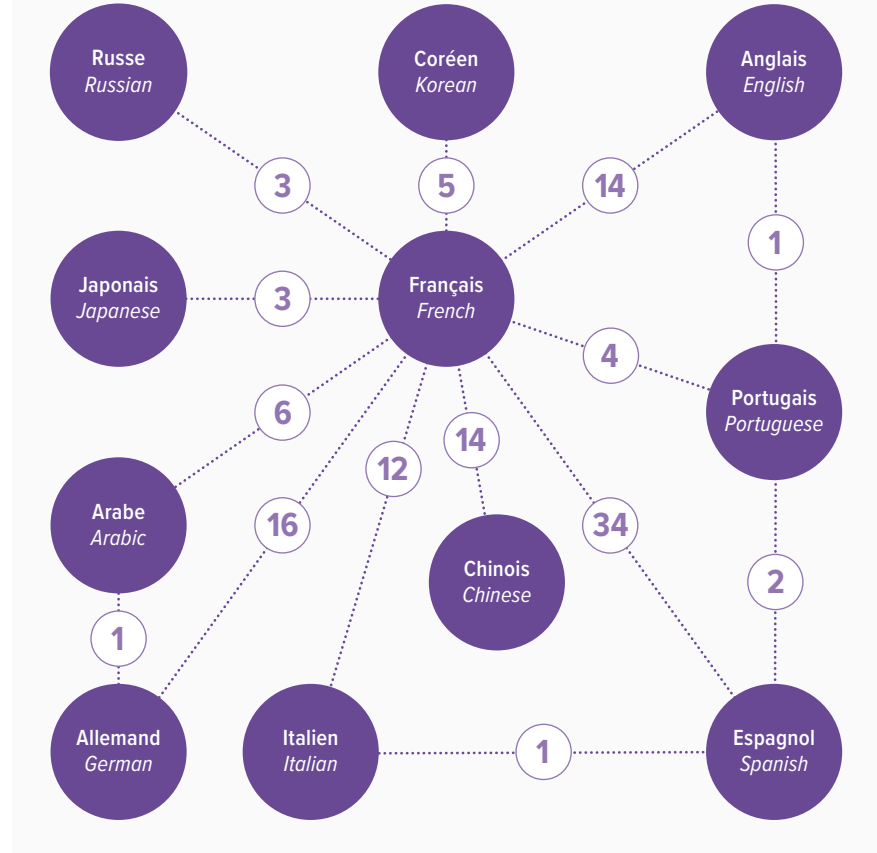 Russe
Russian
Coréen
Korean
Anglais
English
3
5
14
1
Japonais
Japanese
3
Français
French
4
Portugais
Portuguese
6
14
12
Arabe
Arabic
16
34
Chinois
Chinese
2
1
Allemand
German
Italien
Italian
1
Espagnol
Spanish